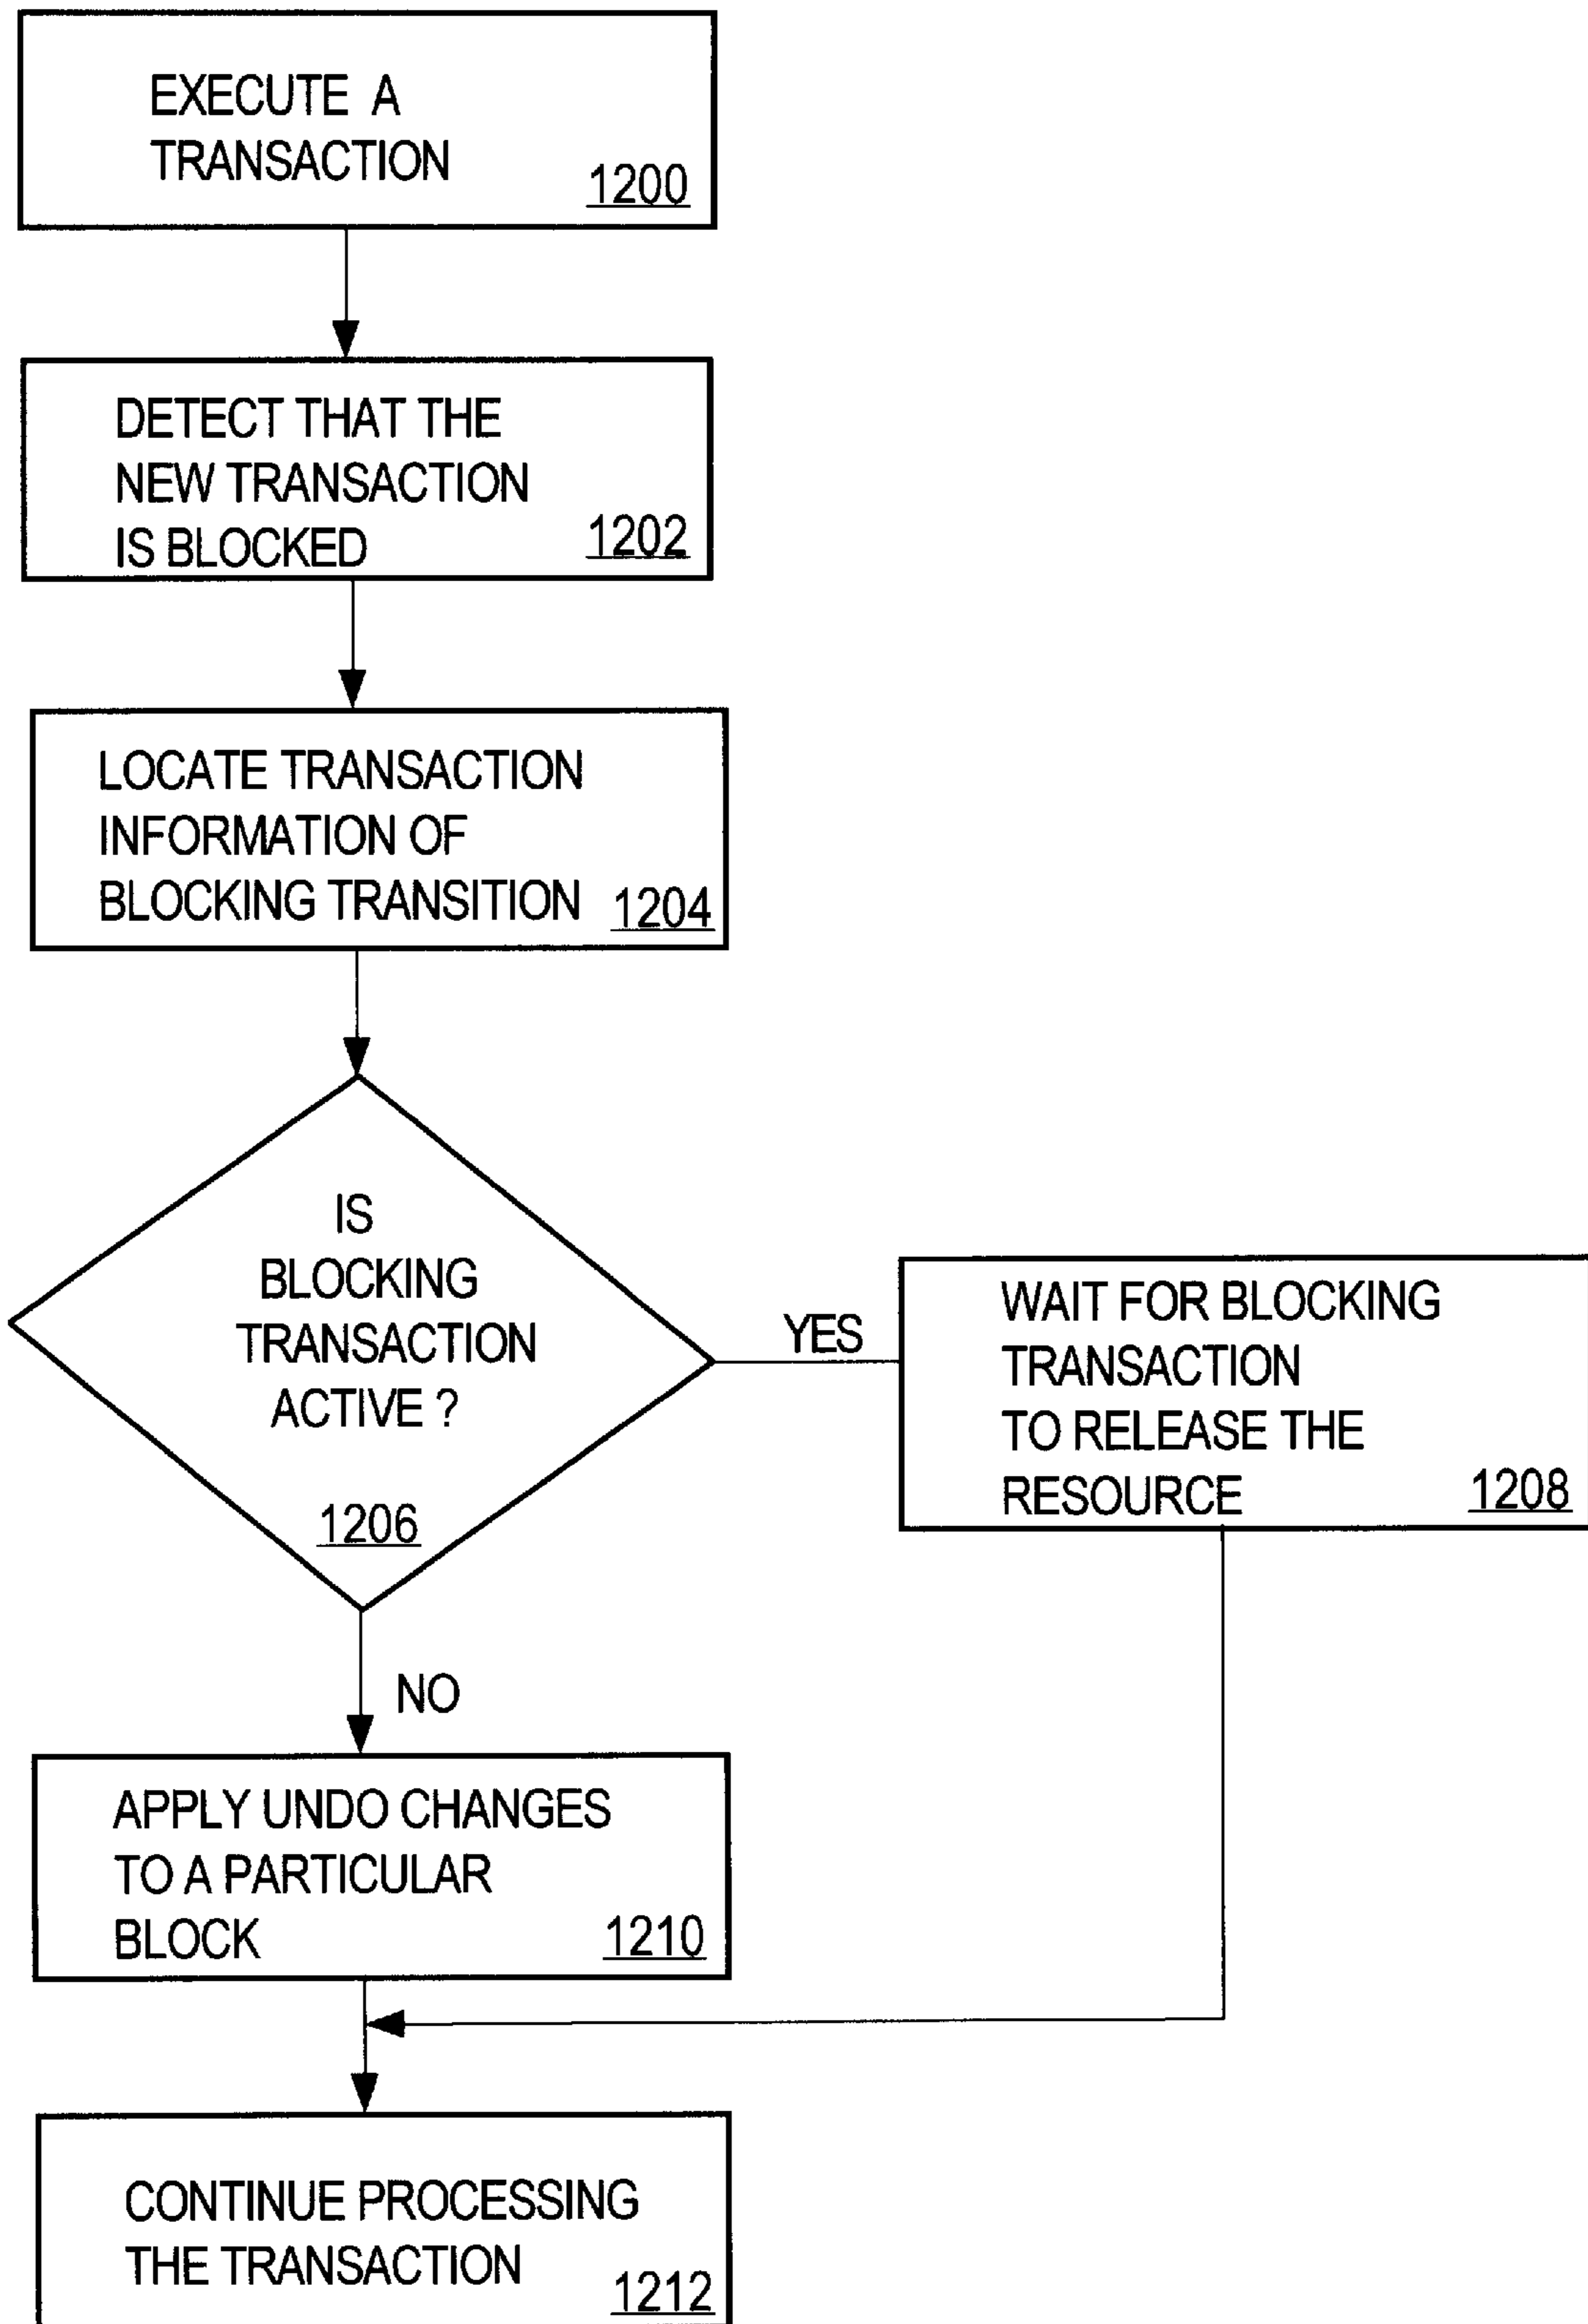 EXECUTE A
TRANSACTION
1200
DETECT THAT THE
NEW TRANSACTION
IS BLOCKED
1202
LOCATE TRANSACTION
INFORMATION OF
BLOCKING TRANSITION
1204
IS
BLOCKING
TRANSACTION
ACTIVE ?
1206
YES
WAIT FOR BLOCKING
TRANSACTION
TO RELEASE THE
RESOURCE
1208
NO
APPLY UNDO CHANGES
TO A PARTICULAR
BLOCK
1210
CONTINUE PROCESSING
THE TRANSACTION
1212